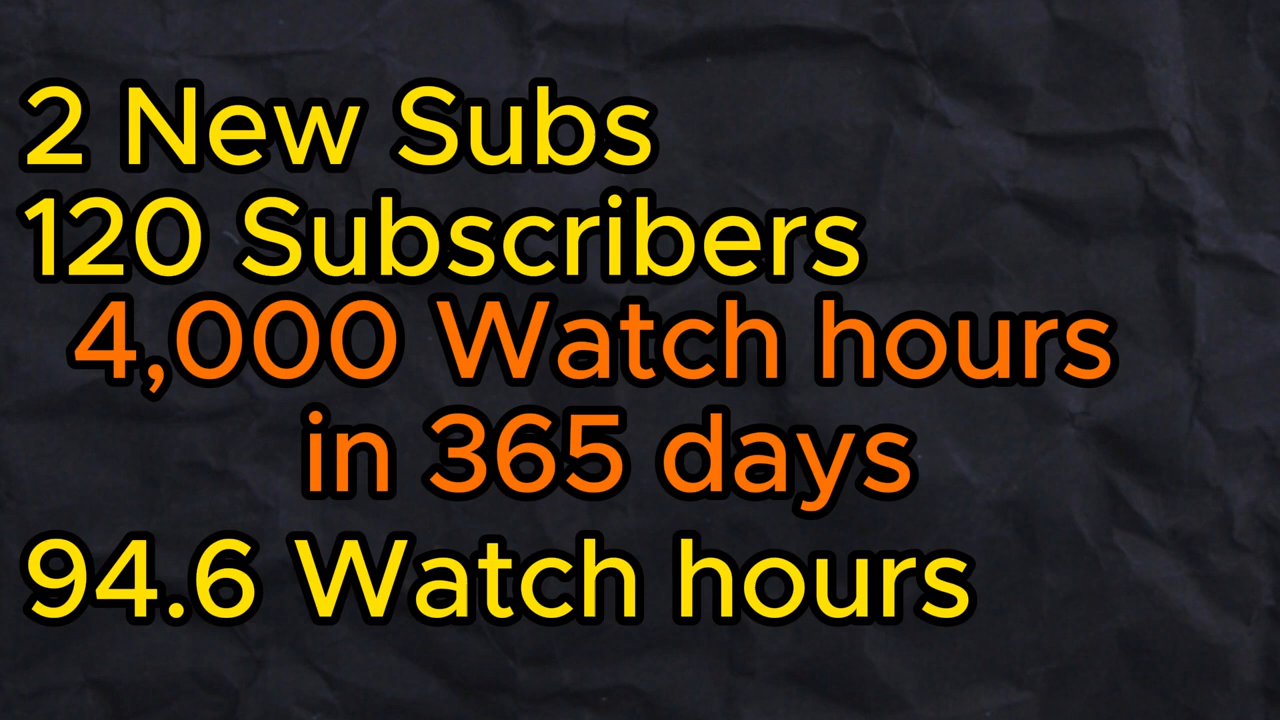 2 New Subs
120 Subscribers
4,000 Watch hours
in 365 days
94.6 Watch hours